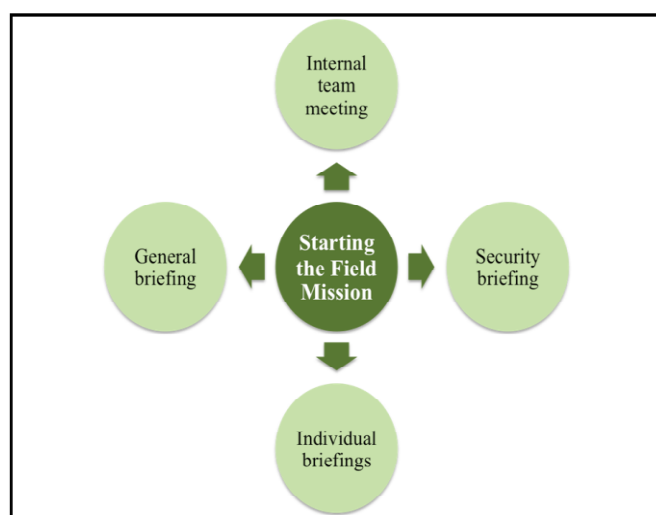 Internal
team
meeting
General
briefing
Starting
the Field
Mission
Security
briefing
Individual
briefings